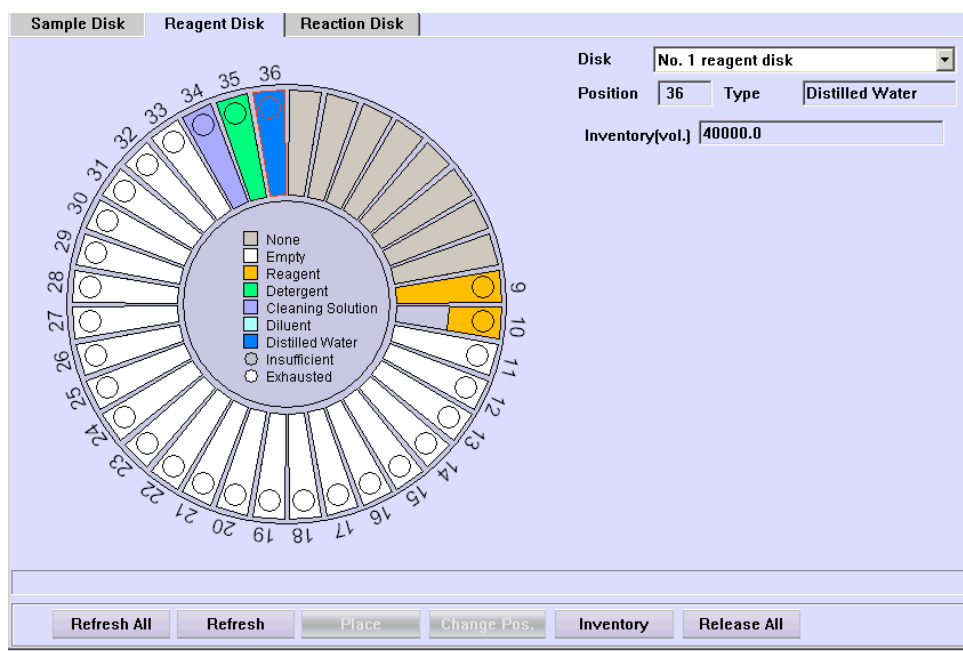 Sample Disk Reagent Disk Reaction Disk
Disk No. 1 reagent disk
Position 36 Type Distilled Water
Inventory(vol.) 40000.0
36
35
34
33
32
31
30
29
28
27
26
25
24
23
22
21
20
19
18
17
16
15
14
13
12
11
10
9
None
Empty
Reagent
Detergent
Cleaning Solution
Diluent
Distilled Water
Insufficient
Exhausted
Refresh All Refresh Place Change Pos. Inventory Release All